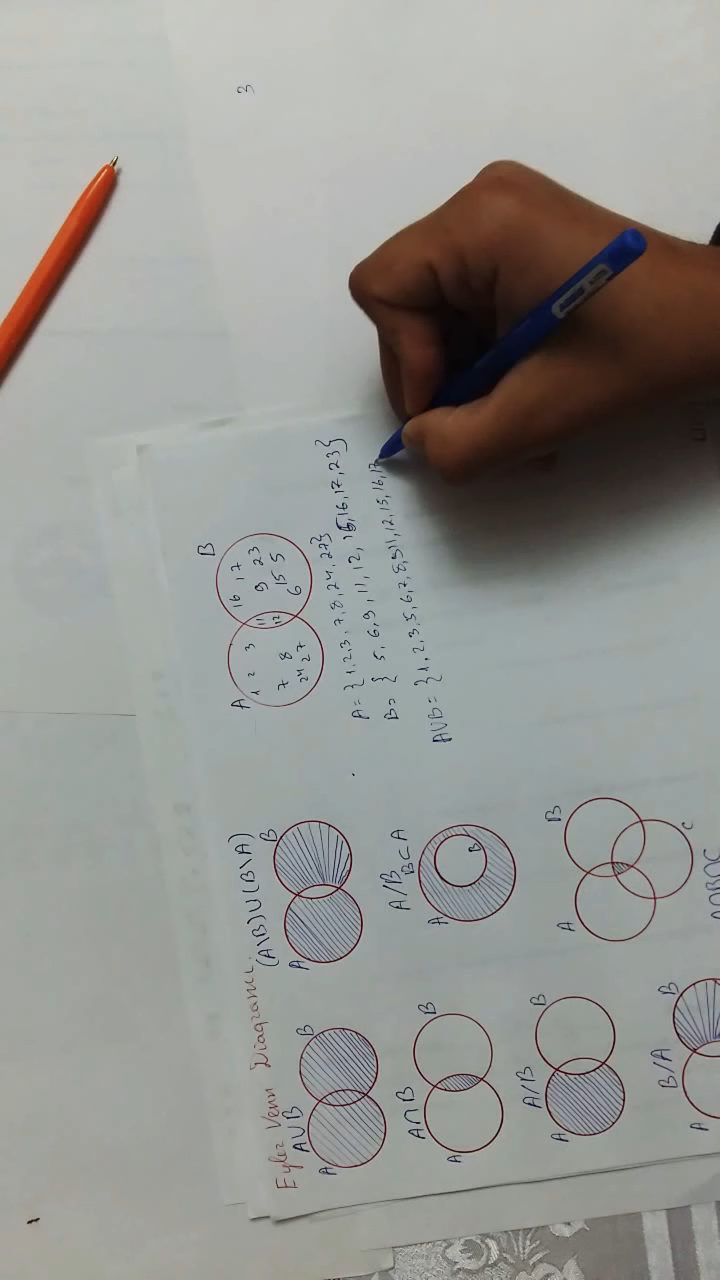 Eyler Venn Diagrams.
A∪B
A
B
(A\B)∪(B\A)
A
B
A∩B
A
B
A/B
B⊂A
A
B
A/B
A
B
A
B
C
A∩B∩C
B/A
A
B
A
B
1 2 3
7 8
24 27
11
12
16 17
9 23
6 15 5
A= {1,2,3,7,8,24,27}
B= { 5, 6, 9, 11, 12, 15,16,17,23}
A∪B= {1,2,3,5,6,7,8,9,11,12,15,16,17
3